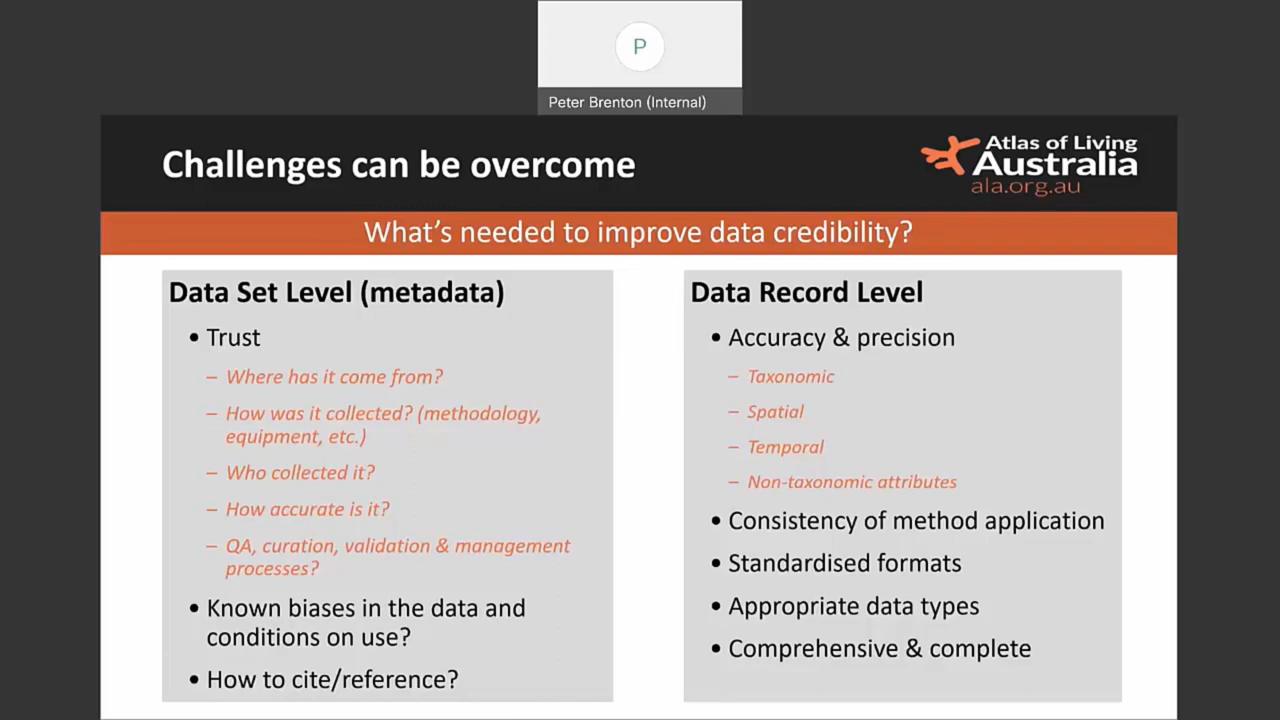 P
Peter Brenton (Internal)
Challenges can be overcome
Atlas of Living
Australia
ala.org.au
What's needed to improve data credibility?
Data Set Level (metadata)
• Trust
– Where has it come from?
– How was it collected? (methodology,
equipment, etc.)
– Who collected it?
– How accurate is it?
– QA, curation, validation & management
processes?
• Known biases in the data and
conditions on use?
• How to cite/reference?
Data Record Level
• Accuracy & precision
– Taxonomic
– Spatial
– Temporal
– Non-taxonomic attributes
• Consistency of method application
• Standardised formats
• Appropriate data types
• Comprehensive & complete